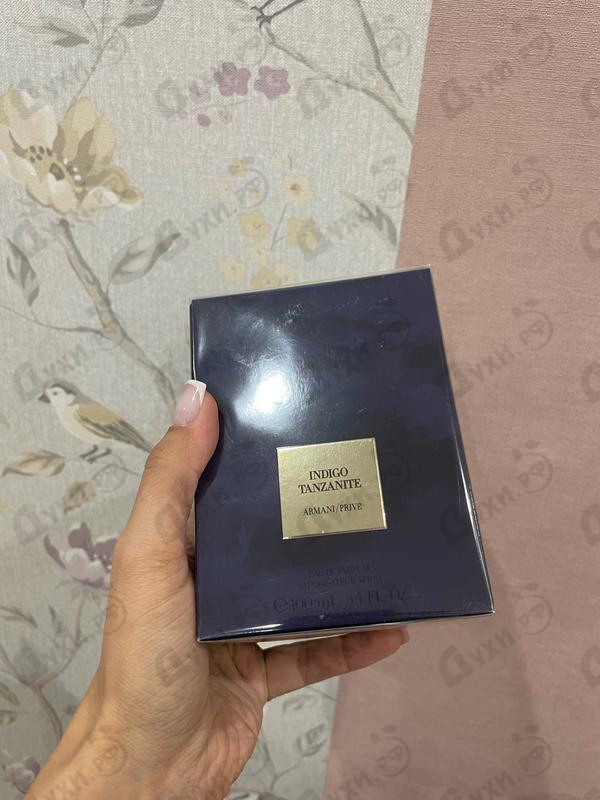 INDIGO
TANZANITE
ARMANI/PRIVÉ
EAU DE PARFUM
VAPORISATEUR SPRAY
℮ 100 ml - 3.4 FL. OZ.
Духи.рф